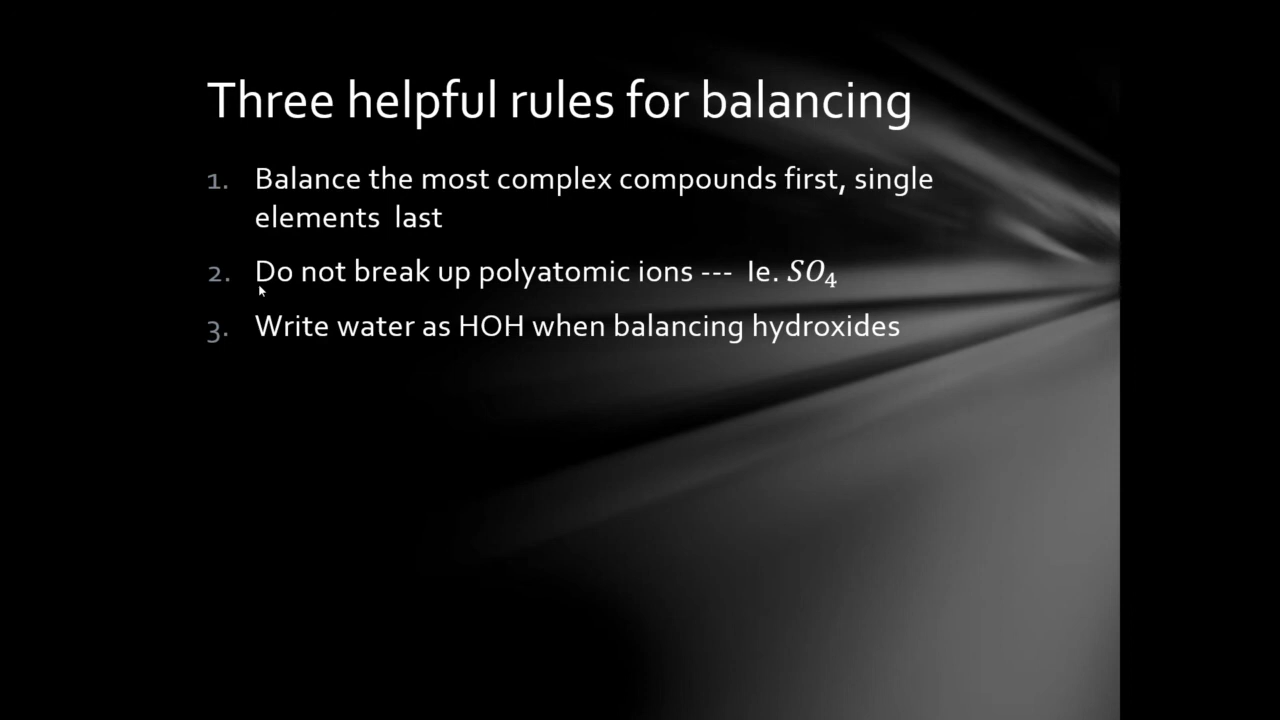 Three helpful rules for balancing
1. Balance the most complex compounds first, single
elements last
2. Do not break up polyatomic ions --- Ie. SO₄
3. Write water as HOH when balancing hydroxides